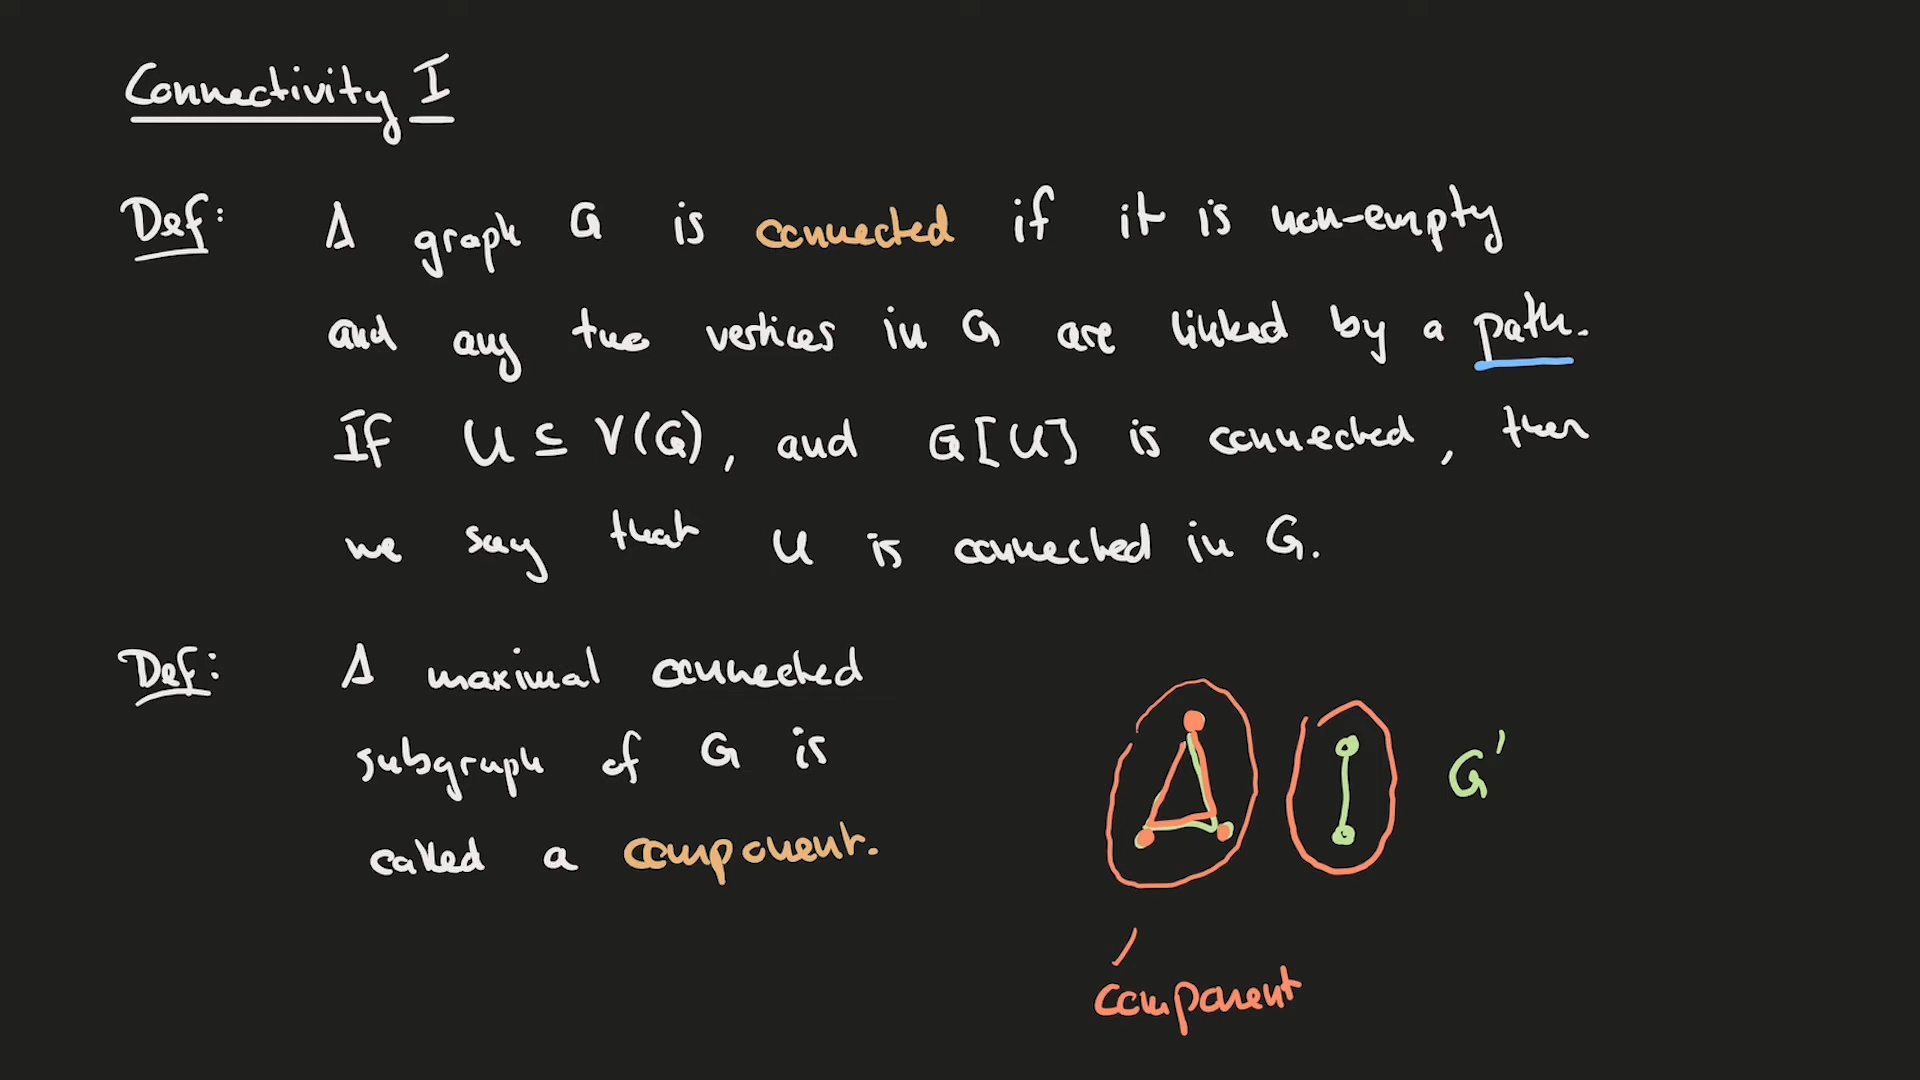 Connectivity I
Def: A graph G is connected if it is non-empty
and any two vertices in G are linked by a path.
If U ⊆ V(G), and G[U] is connected, then
we say that U is connected in G.
Def: A maximal connected
subgraph of G is
called a component.
G'
component